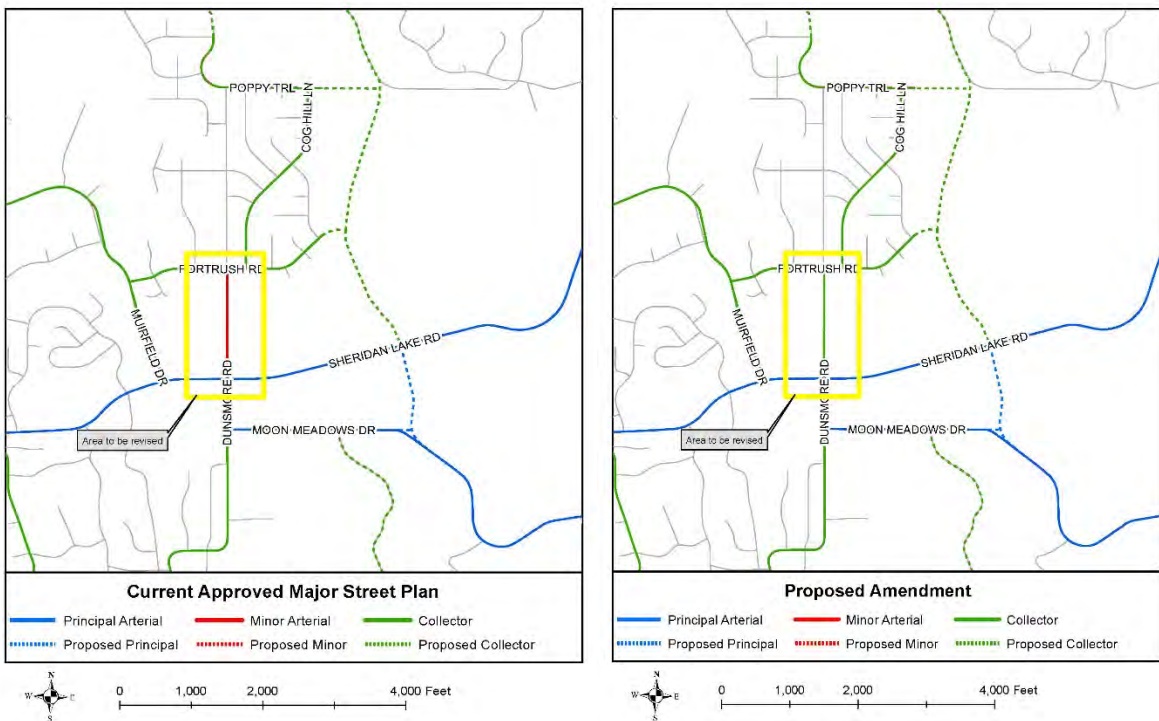 POPPY TRL
COG HILL LN
PORTRUSH RD
MUIRFIELD DR
SHERIDAN LAKE RD
DUNSMORE RD
Area to be revised
MOON MEADOWS DR
Current Approved Major Street Plan
Principal Arterial Minor Arterial Collector
Proposed Principal Proposed Minor Proposed Collector
N
W E
S
0 1,000 2,000 4,000 Feet
POPPY TRL
COG HILL LN
PORTRUSH RD
MUIRFIELD DR
SHERIDAN LAKE RD
DUNSMORE RD
Area to be revised
MOON MEADOWS DR
Proposed Amendment
Principal Arterial Minor Arterial Collector
Proposed Principal Proposed Minor Proposed Collector
N
W E
S
0 1,000 2,000 4,000 Feet